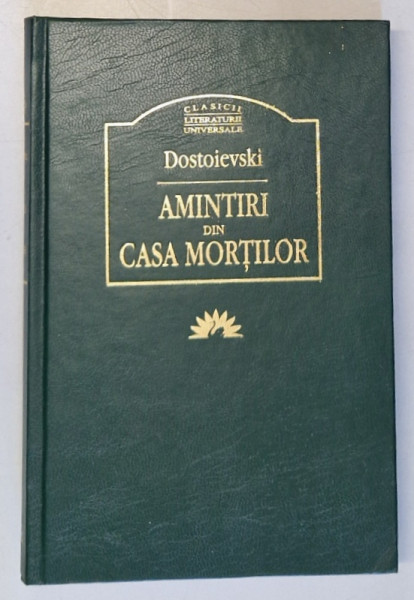 CLASICII
LITERATURII
UNIVERSALE
Dostoievski
AMINTIRI
DIN
CASA MORȚILOR